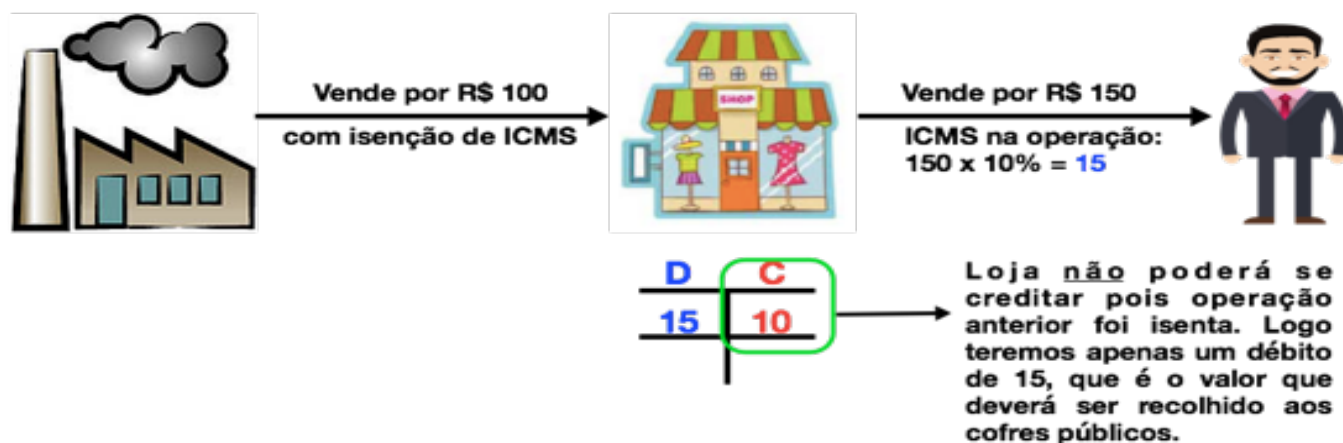 Vende por R$ 100
com isenção de ICMS
SHOP
Vende por R$ 150
ICMS na operação:
150 x 10% = 15
D C
15 10
Loja não poderá se
creditar pois operação
anterior foi isenta. Logo
teremos apenas um débito
de 15, que é o valor que
deverá ser recolhido aos
cofres públicos.